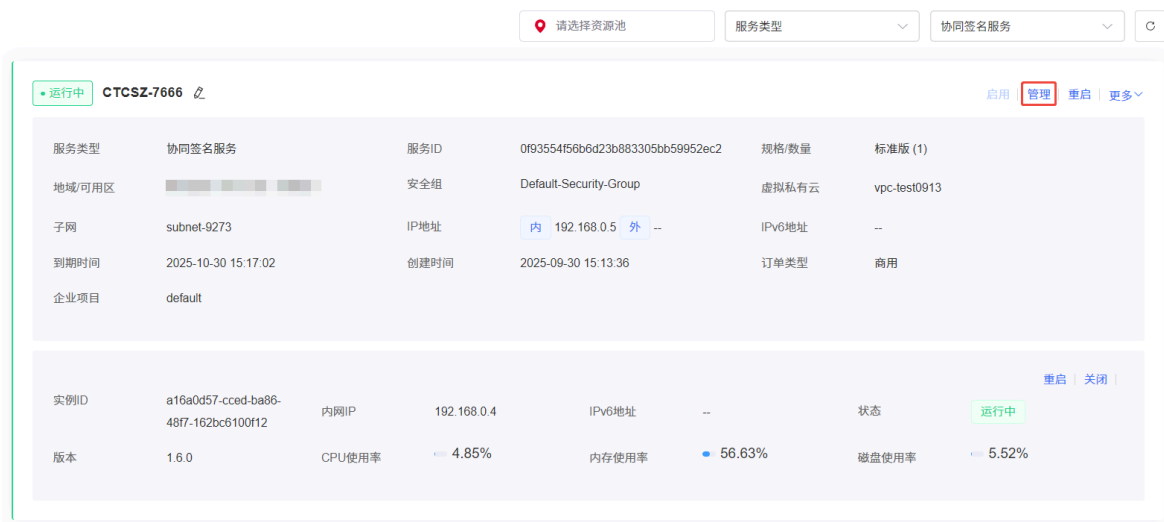 请选择资源池 服务类型 协同签名服务
运行中 CTCSZ-7666 启用 管理 重启 更多
服务类型 协同签名服务 服务ID 0f93554f56b6d23b883305bb59952ec2 规格/数量 标准版 (1)
地域/可用区 安全组 Default-Security-Group 虚拟私有云 vpc-test0913
子网 subnet-9273 IP地址 内 192.168.0.5 外 -- IPv6地址 --
到期时间 2025-10-30 15:17:02 创建时间 2025-09-30 15:13:36 订单类型 商用
企业项目 default
重启 关闭
实例ID a16a0d57-cced-ba86-
48f7-162bc6100f12 内网IP 192.168.0.4 IPv6地址 -- 状态 运行中
版本 1.6.0 CPU使用率 4.85% 内存使用率 56.63% 磁盘使用率 5.52%